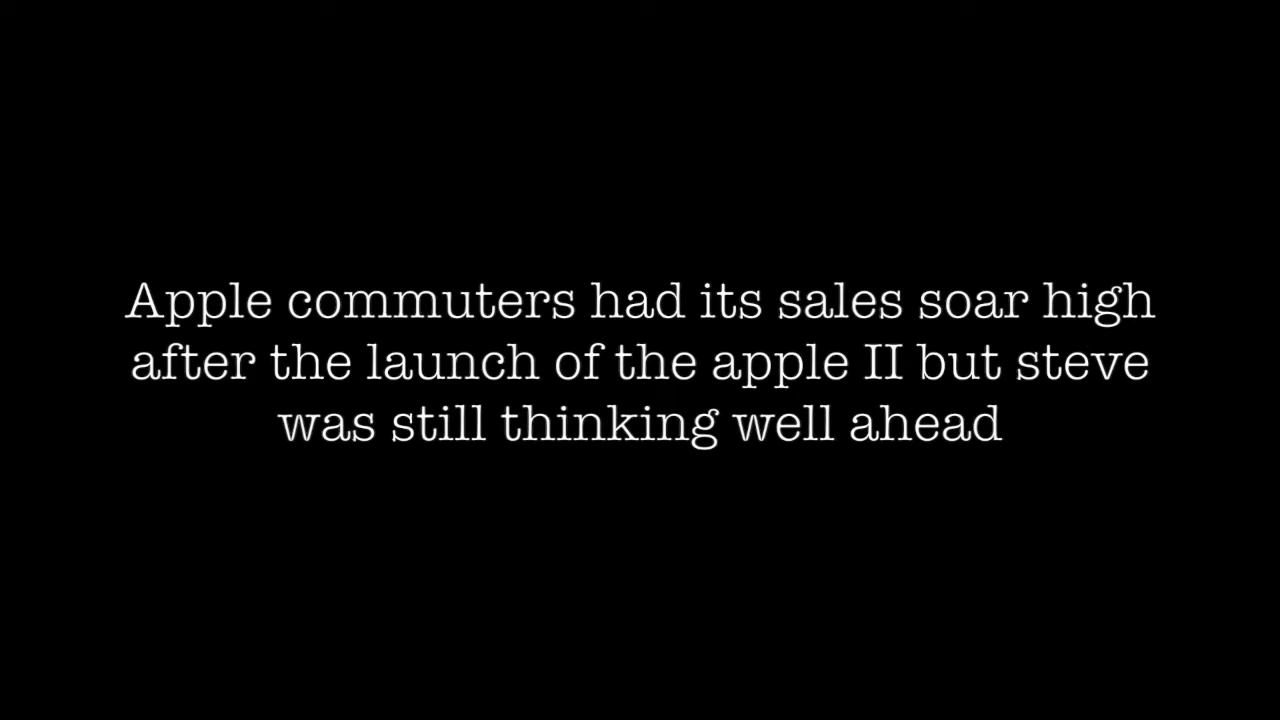 Apple commuters had its sales soar high
after the launch of the apple II but steve
was still thinking well ahead